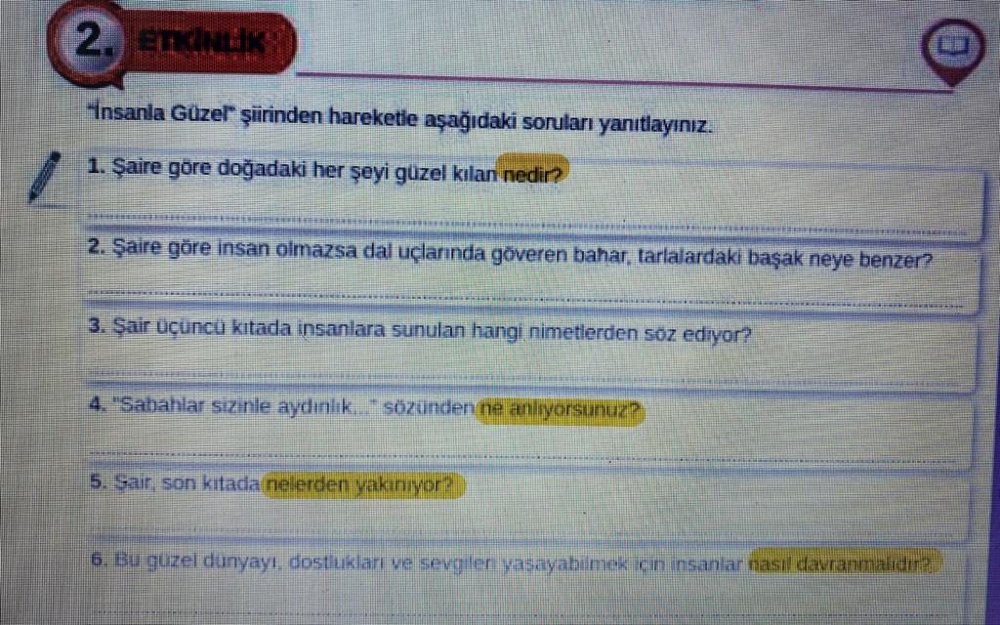 2. ETKİNLİK
"İnsanla Güzel" şiirinden hareketle aşağıdaki soruları yanıtlayınız.
1. Şaire göre doğadaki her şeyi güzel kılan nedir?
2. Şaire göre insan olmazsa dal uçlarında göveren bahar, tarlalardaki başak neye benzer?
3. Şair üçüncü kıtada insanlara sunulan hangi nimetlerden söz ediyor?
4. "Sabahlar sizinle aydınlık..." sözünden ne anlıyorsunuz?
5. Şair, son kıtada nelerden yakınıyor?
6. Bu güzel dünyayı, dostlukları ve sevgileri yaşayabilmek için insanlar nasıl davranmalıdır?